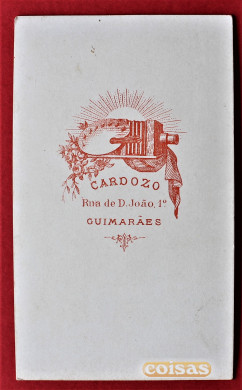 CARDOZO
Rua de D. João, 1º
GUIMARÃES
coisas